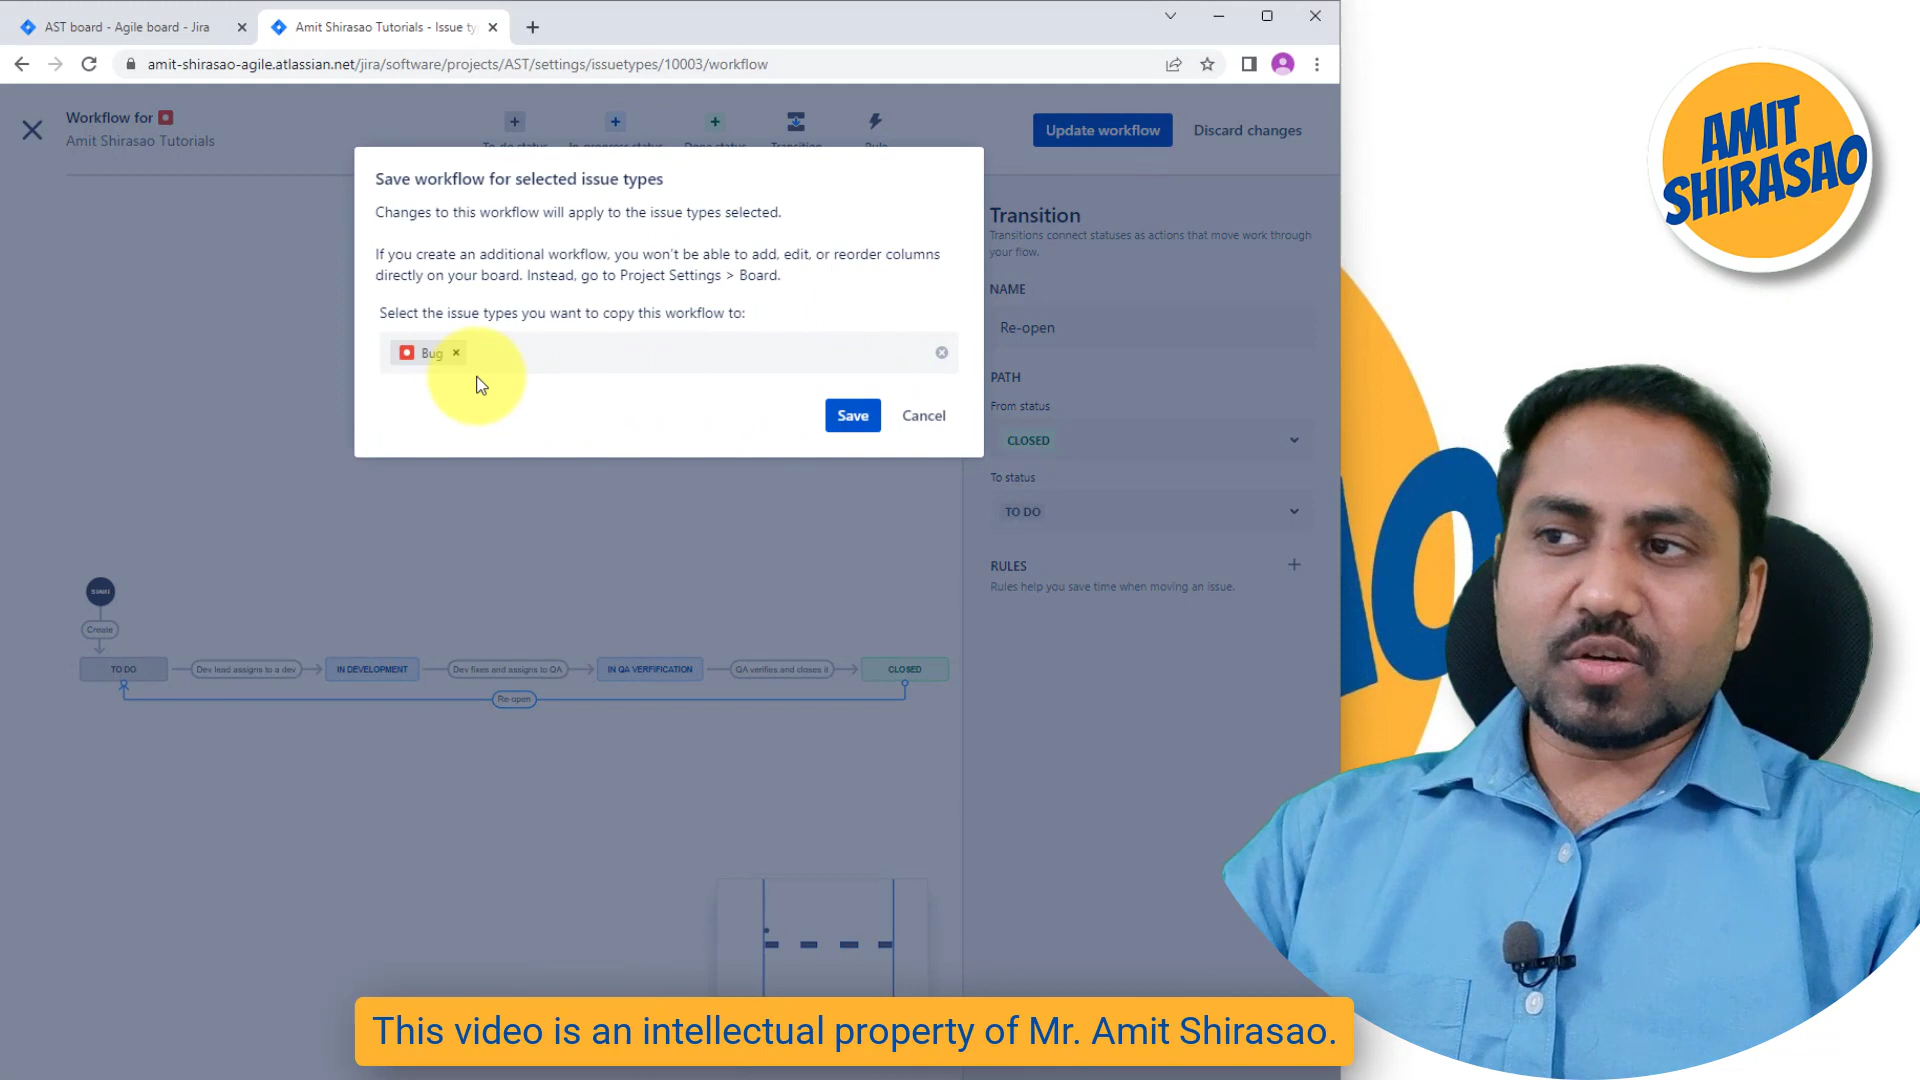 AST board - Agile board - Jira
Amit Shirasao Tutorials - Issue ty
amit-shirasao-agile.atlassian.net/jira/software/projects/AST/settings/issuetypes/10003/workflow
Workflow for
Amit Shirasao Tutorials
Update workflow
Discard changes
Save workflow for selected issue types
Changes to this workflow will apply to the issue types selected.
If you create an additional workflow, you won't be able to add, edit, or reorder columns
directly on your board. Instead, go to Project Settings > Board.
Select the issue types you want to copy this workflow to:
Bug
Save
Cancel
Transition
Transitions connect statuses as actions that move work through
your flow.
NAME
Re-open
PATH
From status
CLOSED
To status
TO DO
RULES
Rules help you save time when moving an issue.
START
Create
TO DO
Dev lead assigns to a dev
IN DEVELOPMENT
Dev fixes and assigns to QA
IN QA VERFIFICATION
QA verifies and closes it
CLOSED
Re-open
AMIT
SHIRASAO
This video is an intellectual property of Mr. Amit Shirasao.